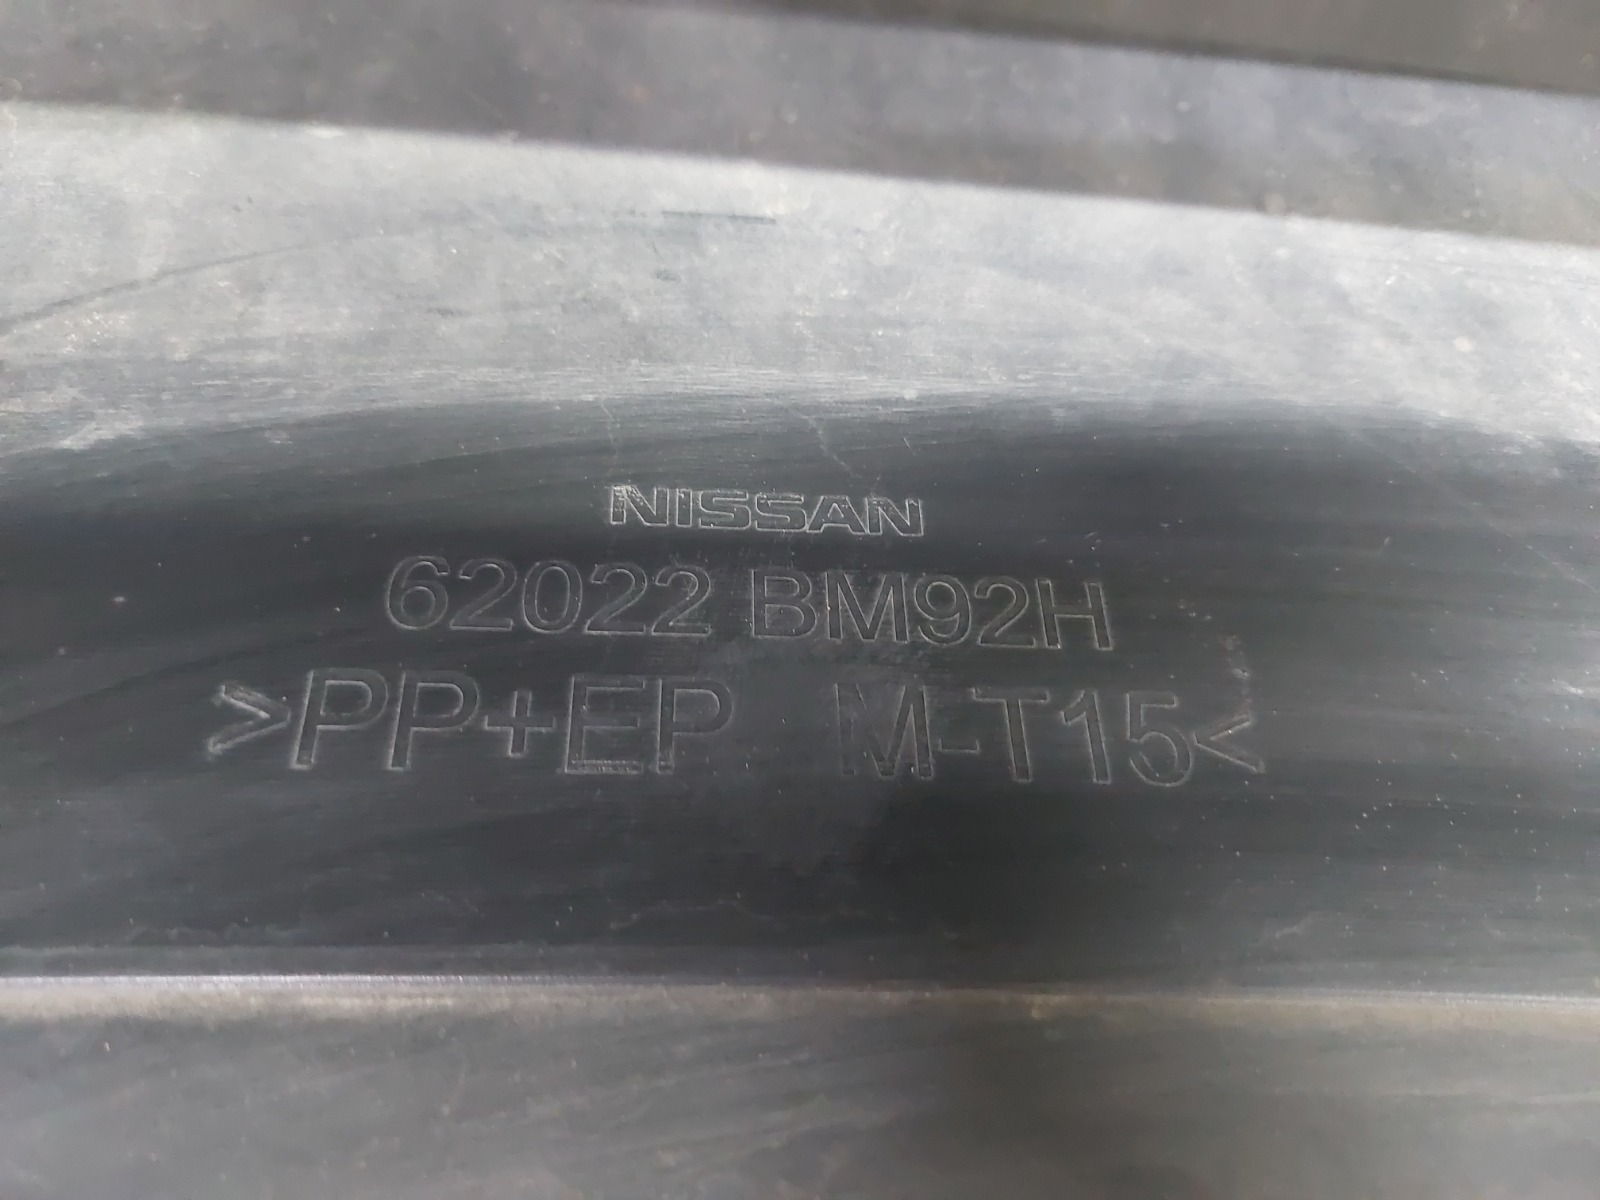 NISSAN
62022 BM92H
>PP+EP M-T15<